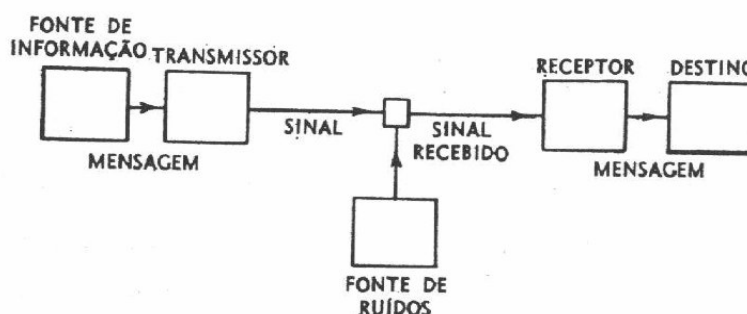 FONTE DE
INFORMAÇÃO
TRANSMISSOR
MENSAGEM
SINAL
SINAL
RECEBIDO
RECEPTOR
DESTINO
MENSAGEM
FONTE DE
RUÍDOS